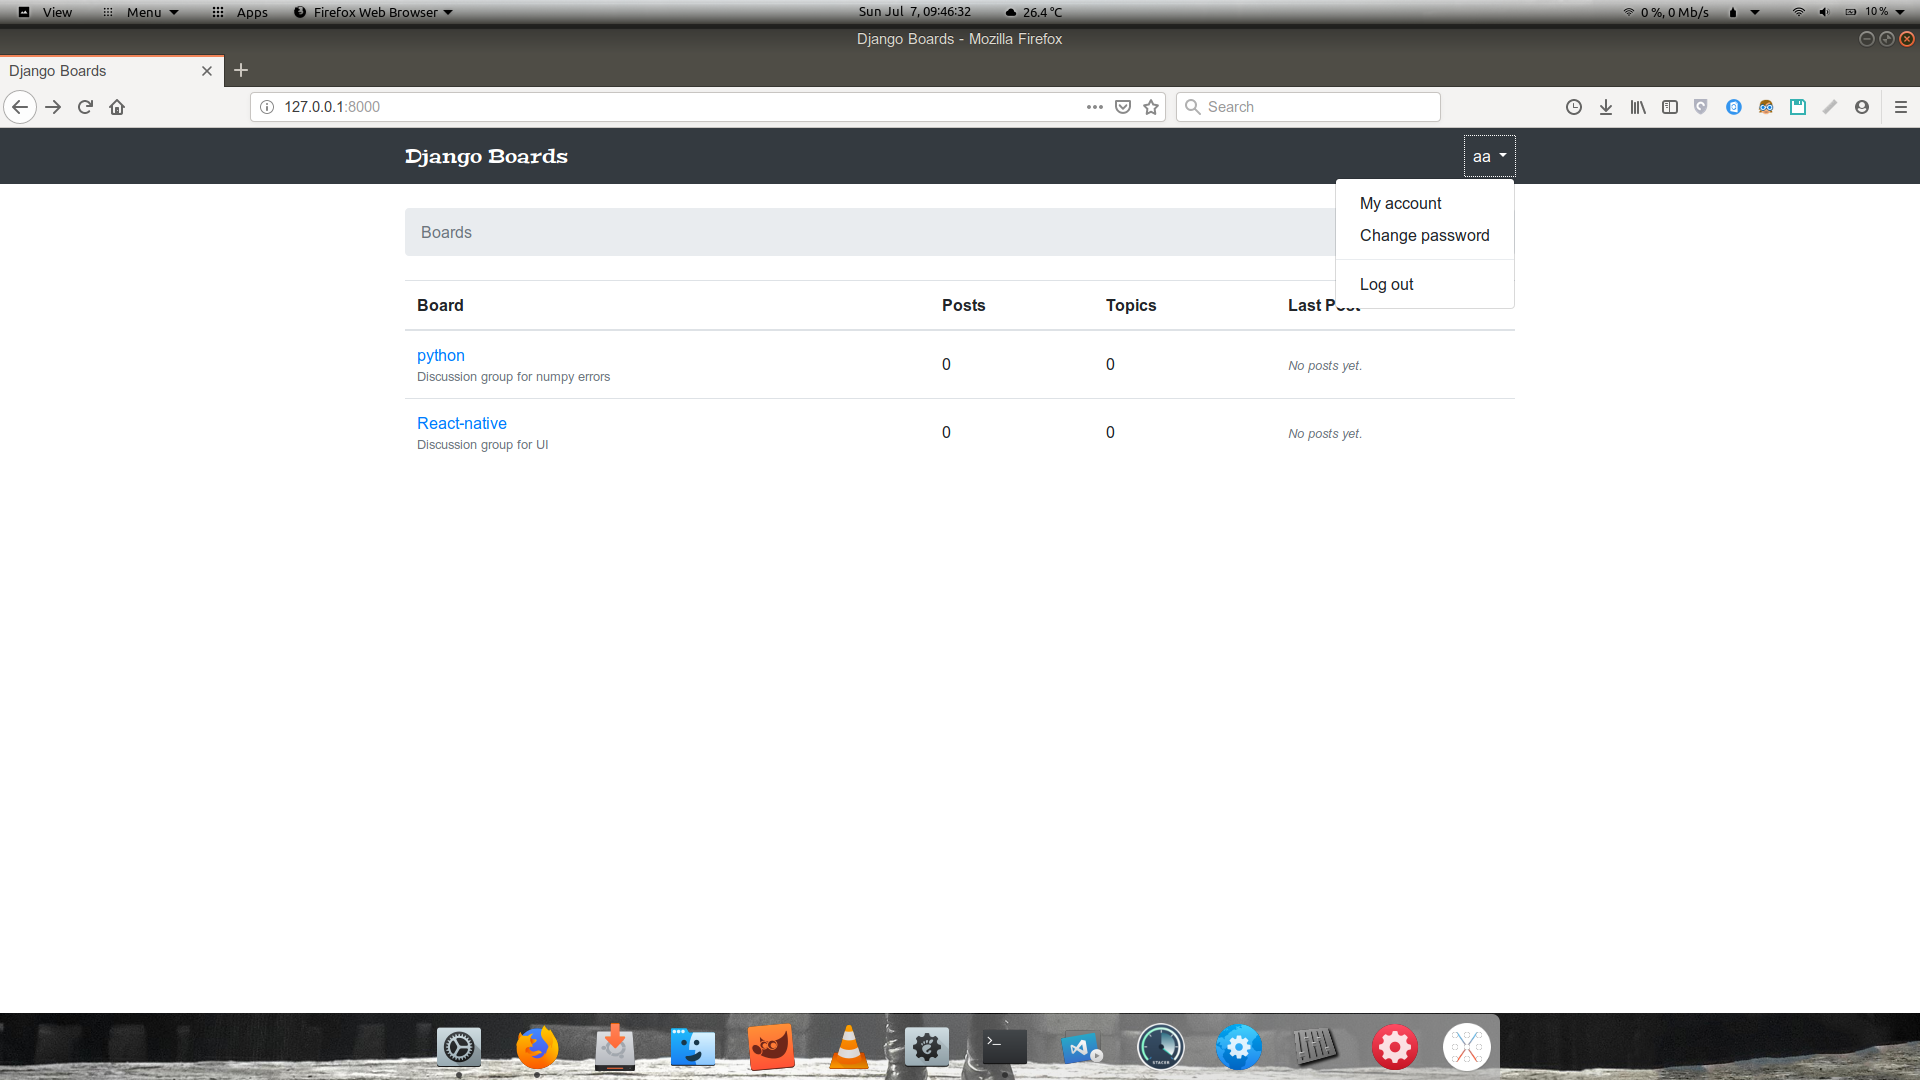 View Menu Apps Firefox Web Browser Sun Jul 7, 09:46:32 26.4 °C 0 %, 0 Mb/s 10 %
Django Boards - Mozilla Firefox
Django Boards
127.0.0.1:8000 Search
Django Boards aa
My account
Boards
Change password
Log out
Board Posts Topics Last Post
python
Discussion group for numpy errors
0 0 No posts yet.
React-native
Discussion group for UI
0 0 No posts yet.
STACER